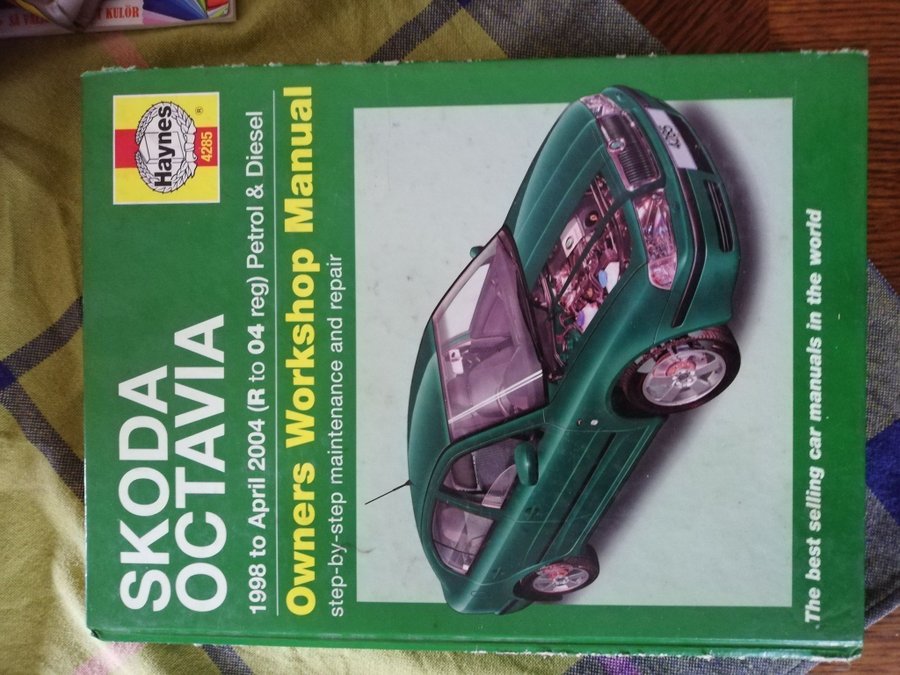 SKODA
OCTAVIA
1998 to April 2004 (R to 04 reg) Petrol & Diesel
Owners Workshop Manual
step-by-step maintenance and repair
Haynes
®
4285
The best selling car manuals in the world
KULÖR